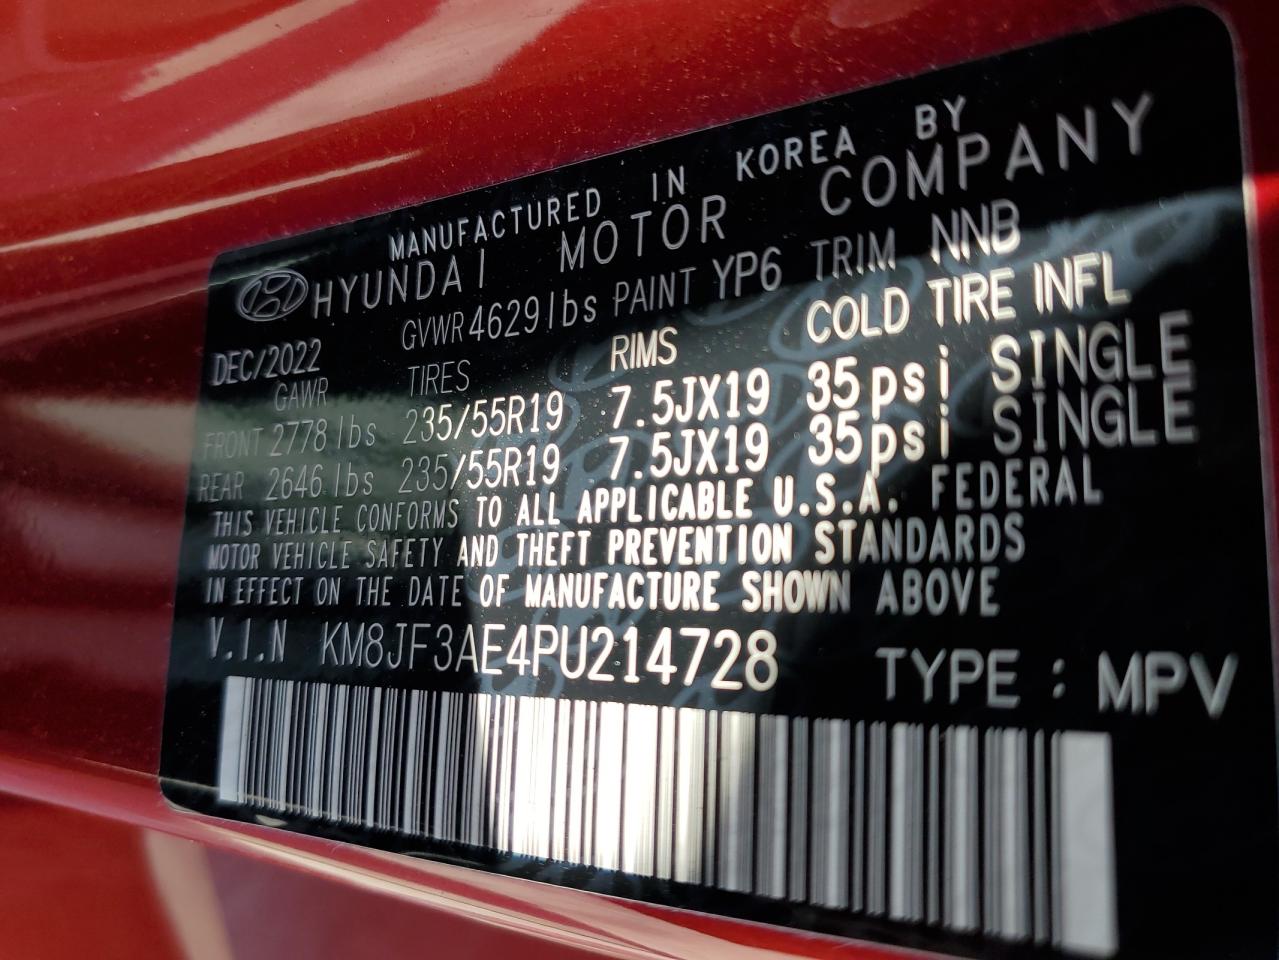 MANUFACTURED IN KOREA BY
HYUNDAI MOTOR COMPANY
DEC/2022 GVWR 4629lbs PAINT YP6 TRIM NNB
GAWR TIRES RIMS COLD TIRE INFL
FRONT 2778lbs 235/55R19 7.5JX19 35psi SINGLE
REAR 2646lbs 235/55R19 7.5JX19 35psi SINGLE
THIS VEHICLE CONFORMS TO ALL APPLICABLE U.S.A. FEDERAL
MOTOR VEHICLE SAFETY AND THEFT PREVENTION STANDARDS
IN EFFECT ON THE DATE OF MANUFACTURE SHOWN ABOVE
V.I.N KM8JF3AE4PU214728 TYPE : MPV